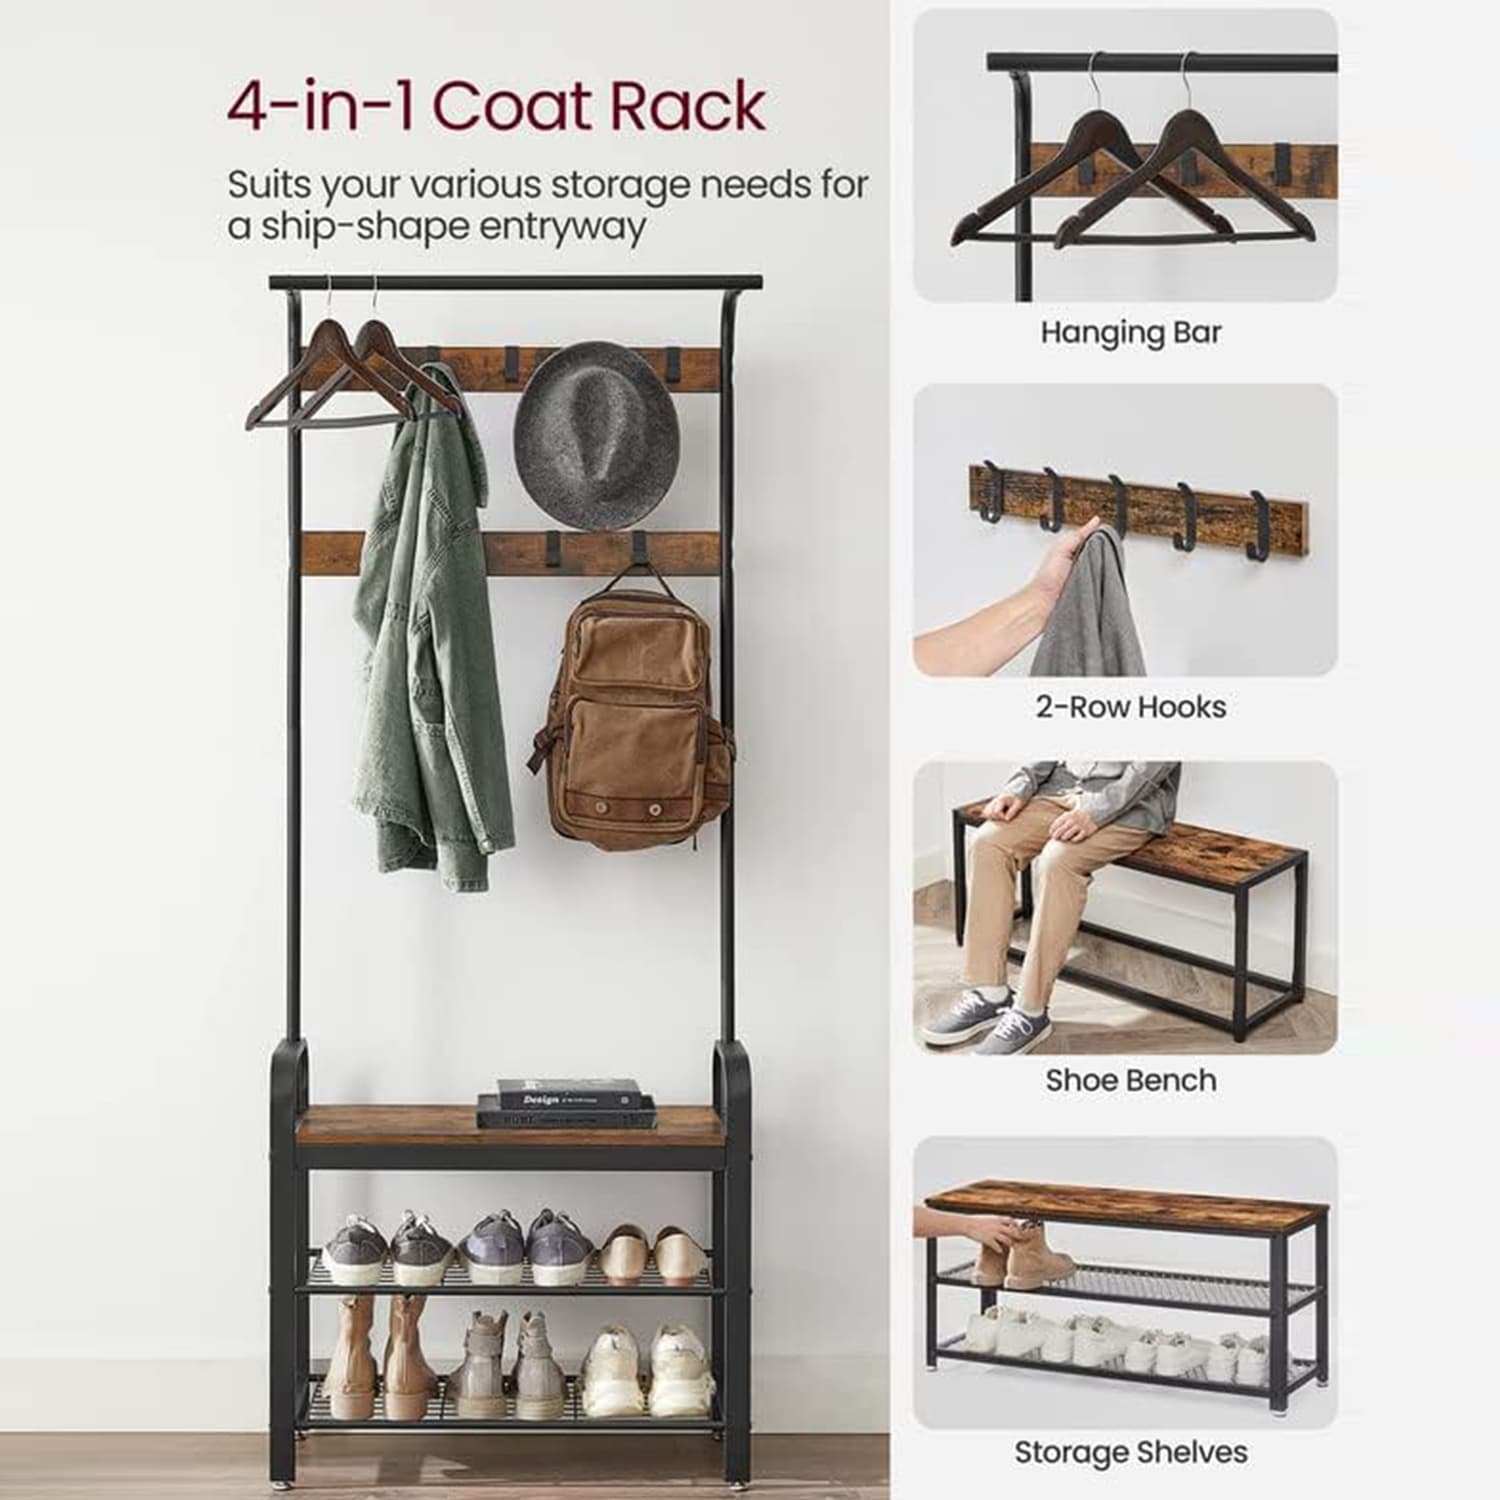 4-in-1 Coat Rack
Suits your various storage needs for
a ship-shape entryway
Hanging Bar
2-Row Hooks
Design
Shoe Bench
Storage Shelves